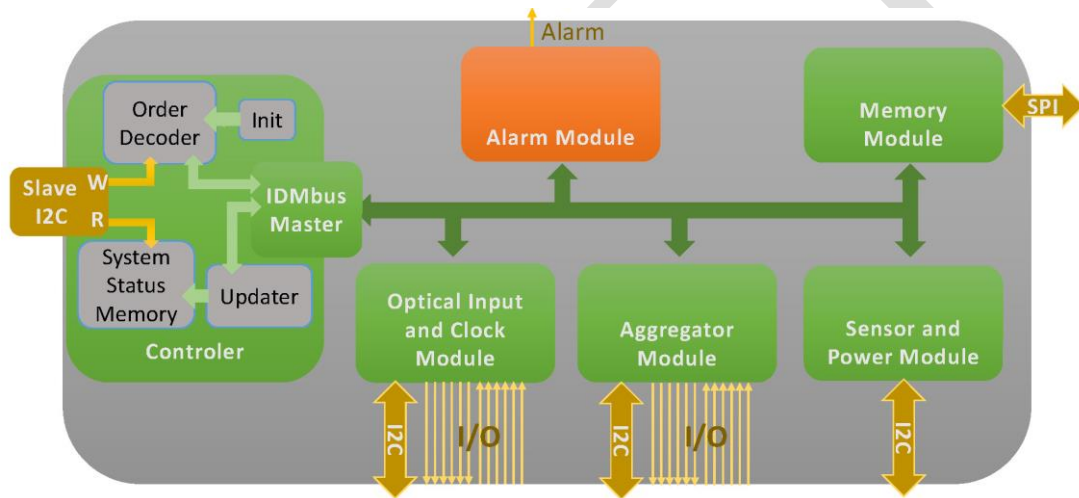 Alarm
Order
Decoder
Init
Alarm Module
Memory
Module
SPI
Slave
I2C
W
R
IDMbus
Master
System
Status
Memory
Updater
Controler
Optical Input
and Clock
Module
Aggregator
Module
Sensor and
Power Module
I2C
I/O
I2C
I/O
I2C